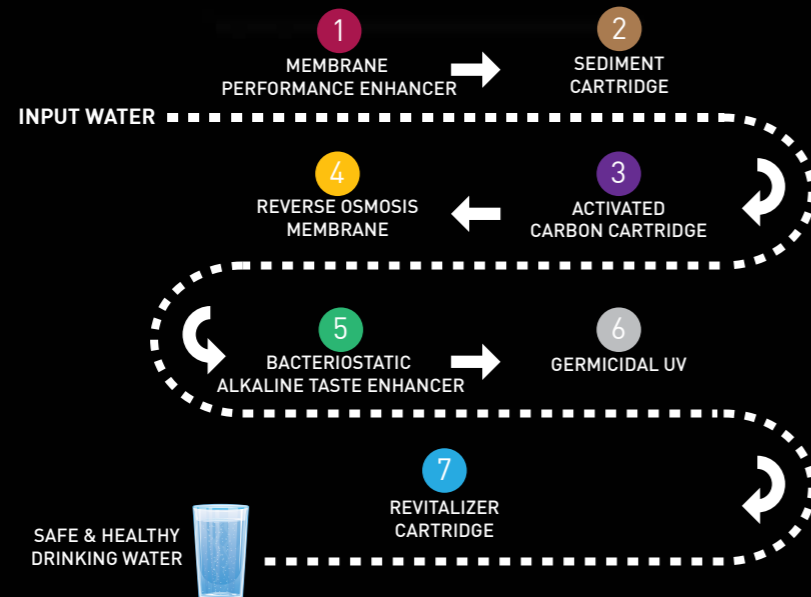 1
MEMBRANE
PERFORMANCE ENHANCER
2
SEDIMENT
CARTRIDGE
INPUT WATER
3
ACTIVATED
CARBON CARTRIDGE
4
REVERSE OSMOSIS
MEMBRANE
5
BACTERIOSTATIC
ALKALINE TASTE ENHANCER
6
GERMICIDAL UV
7
REVITALIZER
CARTRIDGE
SAFE & HEALTHY
DRINKING WATER